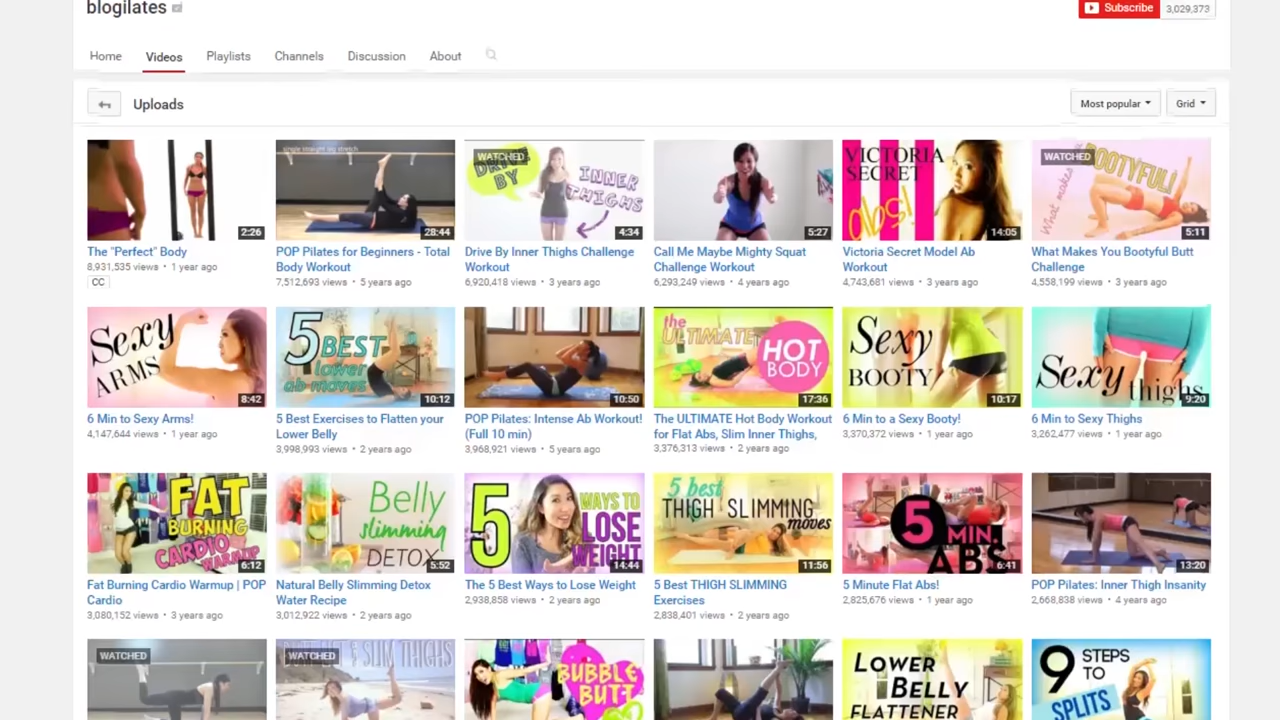 blogilates
Subscribe 3,029,373
Home Videos Playlists Channels Discussion About
Uploads
Most popular Grid
2:26
single straight leg stretch
28:44
WATCHED
DRIVE
BY
INNER
THIGHS
4:34
5:27
VICTORIA
SECRET
abs!
14:05
WATCHED
What makes
BOOTYFUL!
5:11
The "Perfect" Body
8,931,535 views • 1 year ago
CC
POP Pilates for Beginners - Total
Body Workout
7,512,693 views • 5 years ago
Drive By Inner Thighs Challenge
Workout
6,920,418 views • 3 years ago
Call Me Maybe Mighty Squat
Challenge Workout
6,293,249 views • 4 years ago
Victoria Secret Model Ab
Workout
4,743,681 views • 3 years ago
What Makes You Bootyful Butt
Challenge
4,558,199 views • 3 years ago
Sexy
ARMS
8:42
5 BEST
lower
ab moves
10:12
10:50
the
ULTIMATE
HOT
BODY
17:36
Sexy
BOOTY
10:17
Sexy thighs
9:20
6 Min to Sexy Arms!
4,147,644 views • 1 year ago
5 Best Exercises to Flatten your
Lower Belly
3,998,993 views • 2 years ago
POP Pilates: Intense Ab Workout!
(Full 10 min)
3,968,921 views • 5 years ago
The ULTIMATE Hot Body Workout
for Flat Abs, Slim Inner Thighs,
3,376,313 views • 2 years ago
6 Min to a Sexy Booty!
3,370,372 views • 1 year ago
6 Min to Sexy Thighs
3,262,477 views • 1 year ago
FAT
BURNING
CARDIO
WARMUP
6:12
Belly
slimming
DETOX
5:52
5 WAYS TO
LOSE
WEIGHT
14:44
5 best
THIGH SLIMMING
moves
11:56
5 MIN.
ABS
6:41
13:20
Fat Burning Cardio Warmup | POP
Cardio
3,080,152 views • 3 years ago
Natural Belly Slimming Detox
Water Recipe
3,012,922 views • 2 years ago
The 5 Best Ways to Lose Weight
2,938,858 views • 2 years ago
5 Best THIGH SLIMMING
Exercises
2,838,401 views • 2 years ago
5 Minute Flat Abs!
2,825,676 views • 1 year ago
POP Pilates: Inner Thigh Insanity
2,668,838 views • 4 years ago
WATCHED
WATCHED
& SLIM THIGHS
BUBBLE
BUTT
LOWER
BELLY
FLATTENER
9 STEPS
TO
SPLITS